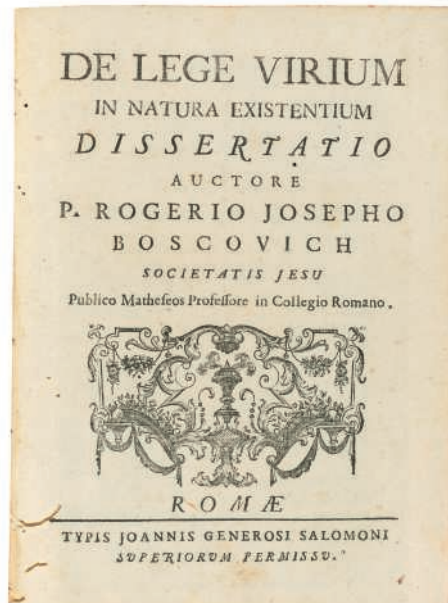 DE LEGE VIRIUM
IN NATURA EXISTENTIUM
DISSERTATIO
AUCTORE
P. ROGERIO JOSEPHO
BOSCOVICH
SOCIETATIS JESU
Publico Matheseos Professore in Collegio Romano.
ROMÆ
TYPIS JOANNIS GENEROSI SALOMONI
SVPERIORVM PERMISSV.